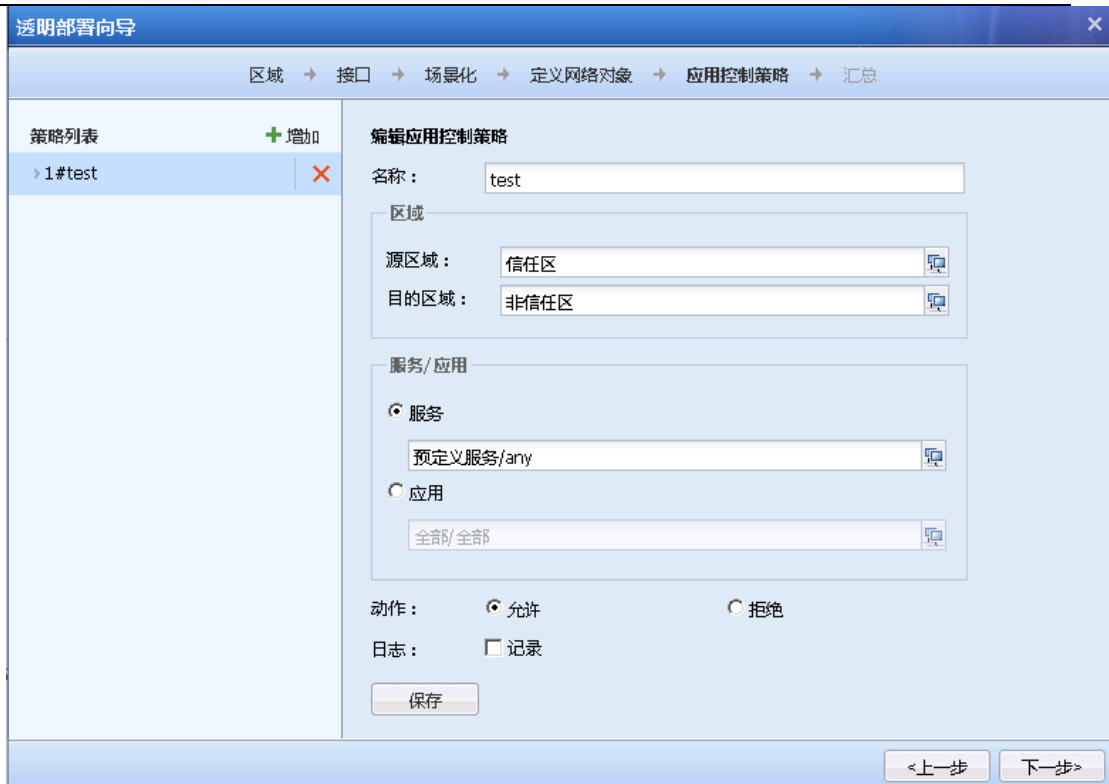 透明部署向导
区域 → 接口 → 场景化 → 定义网络对象 → 应用控制策略 → 汇总
策略列表 增加
1#test
编辑应用控制策略
名称： test
区域
源区域： 信任区
目的区域： 非信任区
服务/应用
服务
预定义服务/any
应用
全部/全部
动作： 允许 拒绝
日志： 记录
保存
<上一步 下一步>